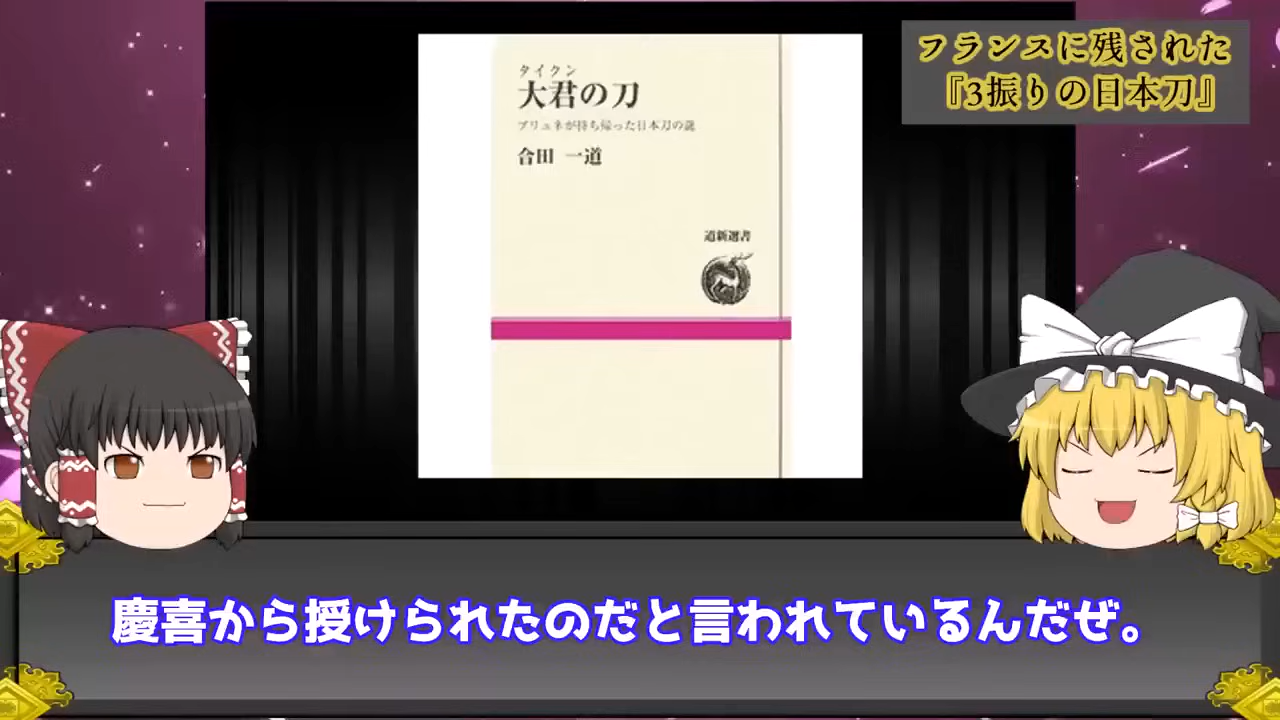 フランスに残された
『3振りの日本刀』
タイクン
大君の刀
ブリュネが持ち帰った日本刀の謎
合田 一道
道新選書
慶喜から授けられたのだと言われているんだぜ。